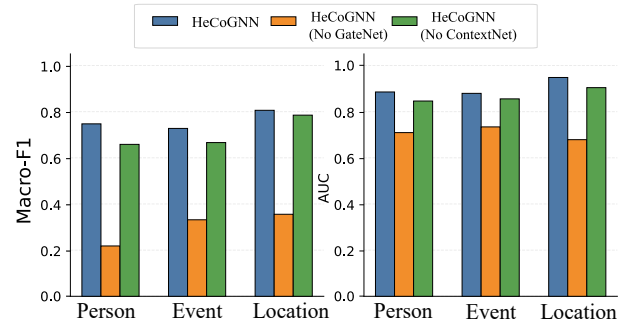 HeCoGNN
HeCoGNN
(No GateNet)
HeCoGNN
(No ContextNet)
Macro-F1
1.0
0.8
0.6
0.4
0.2
0.0
Person Event Location
AUC
1.0
0.8
0.6
0.4
0.2
0.0
Person Event Location